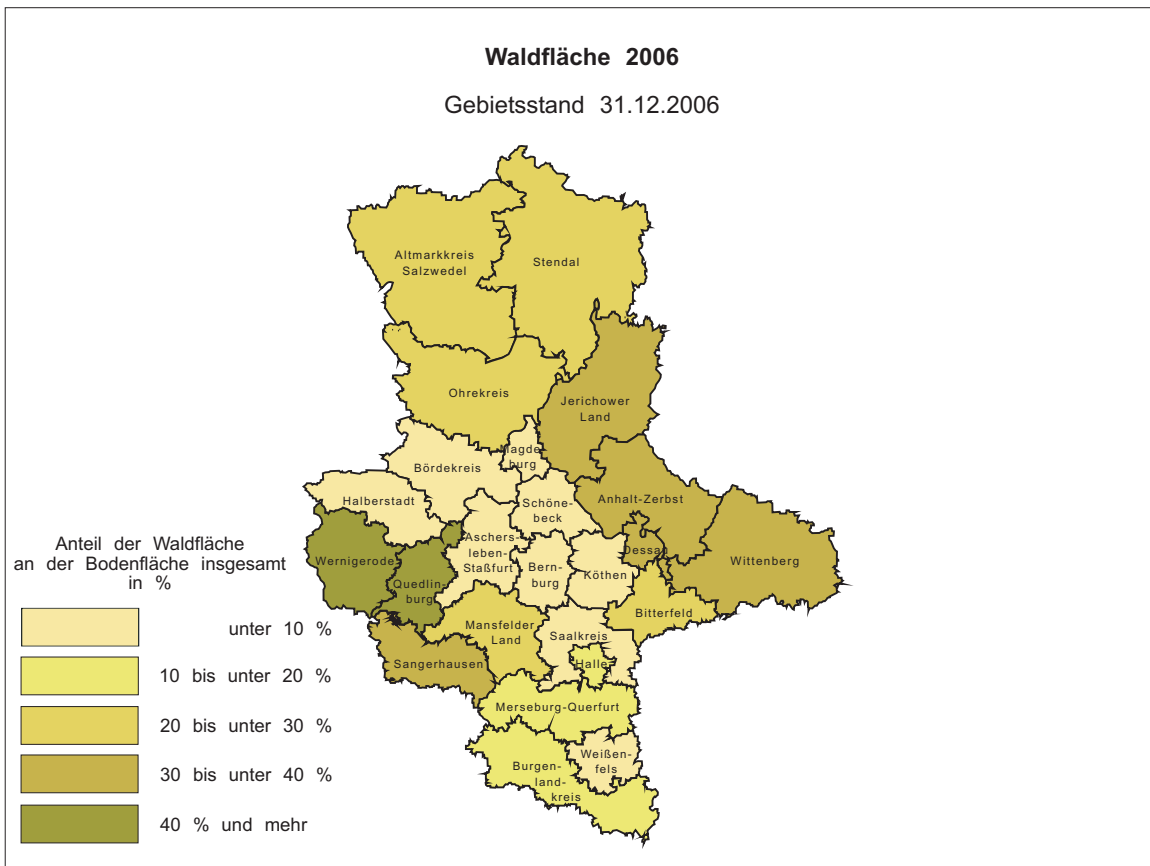 Waldfläche 2006
Gebietsstand 31.12.2006
Altmarkkreis
Salzwedel
Stendal
Ohrekreis
Jerichower
Land
Magde-
burg
Bördekreis
Halberstadt
Schöne-
beck
Anhalt-Zerbst
Aschers-
leben-
Staßfurt
Bern-
burg
Köthen
Dessau
Wittenberg
Wernigerode
Quedlin-
burg
Bitterfeld
Mansfelder
Land
Saalkreis
Halle
Sangerhausen
Merseburg-Querfurt
Weißen-
fels
Burgen-
land-
kreis
Anteil der Waldfläche
an der Bodenfläche insgesamt
in %
unter 10 %
10 bis unter 20 %
20 bis unter 30 %
30 bis unter 40 %
40 % und mehr